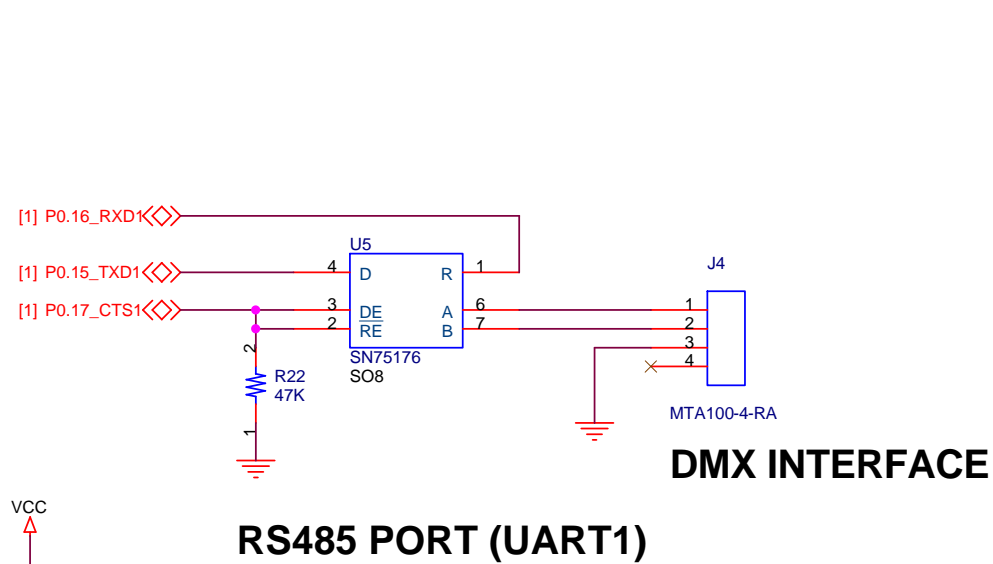 [1] P0.16_RXD1
U5
[1] P0.15_TXD1 4 D R 1
J4
[1] P0.17_CTS1 3 DE A 6 1
2 RE B 7 2
3
4
SN75176
SO8
2
R22
47K
1
MTA100-4-RA
DMX INTERFACE
VCC
RS485 PORT (UART1)